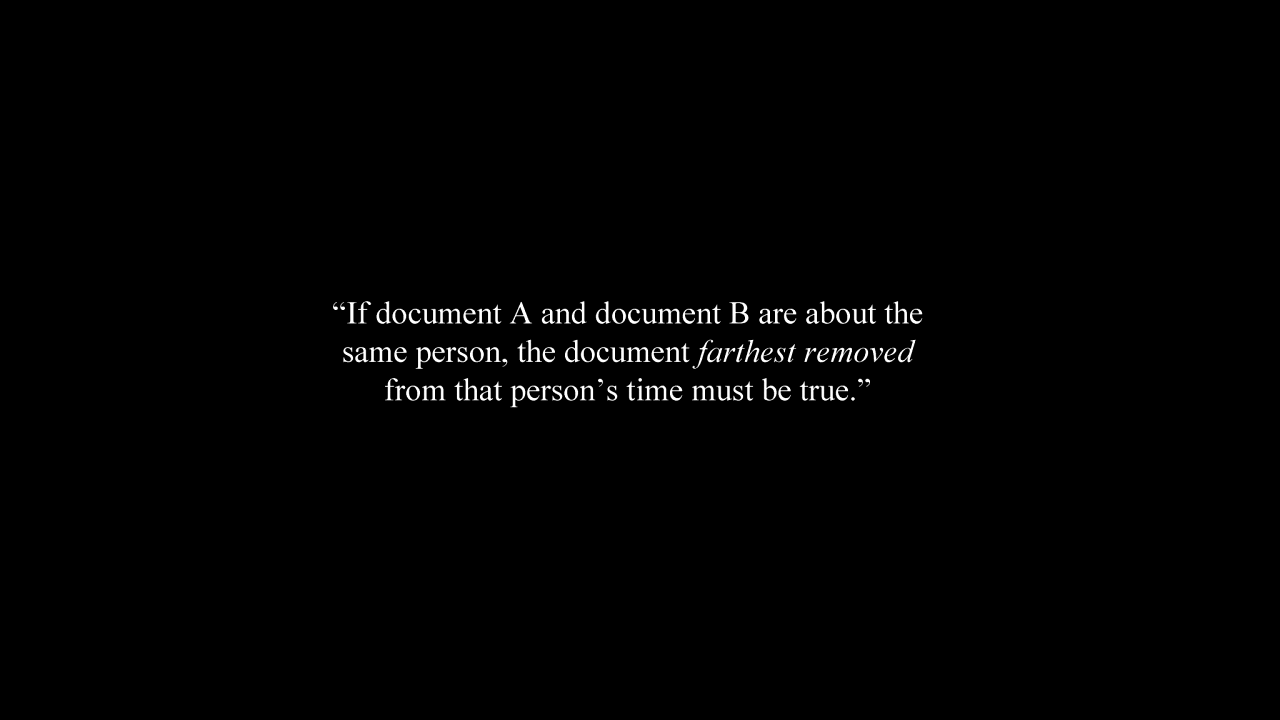 “If document A and document B are about the
same person, the document farthest removed
from that person’s time must be true.”